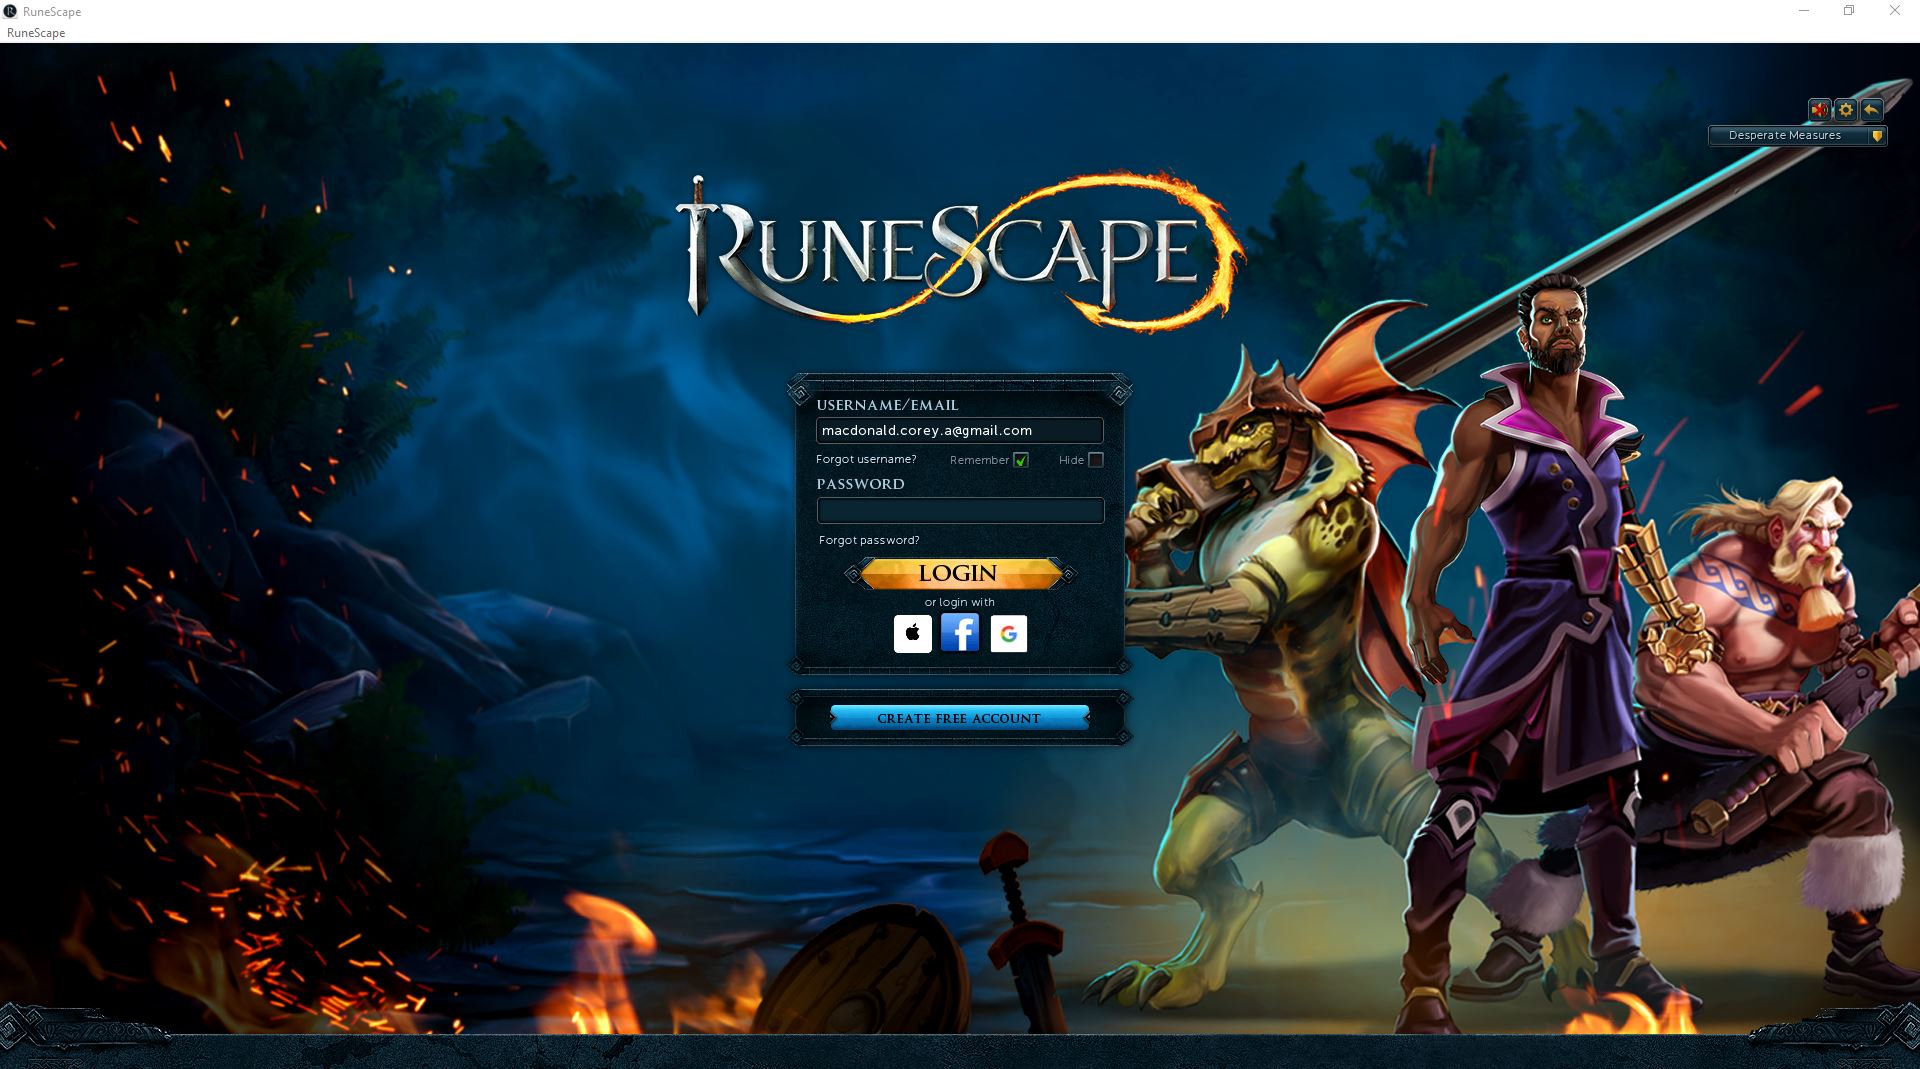 RuneScape
RuneScape
Desperate Measures
RUNESCAPE
USERNAME/EMAIL
macdonald.corey.a@gmail.com
Forgot username? Remember Hide
PASSWORD
Forgot password?
LOGIN
or login with
CREATE FREE ACCOUNT